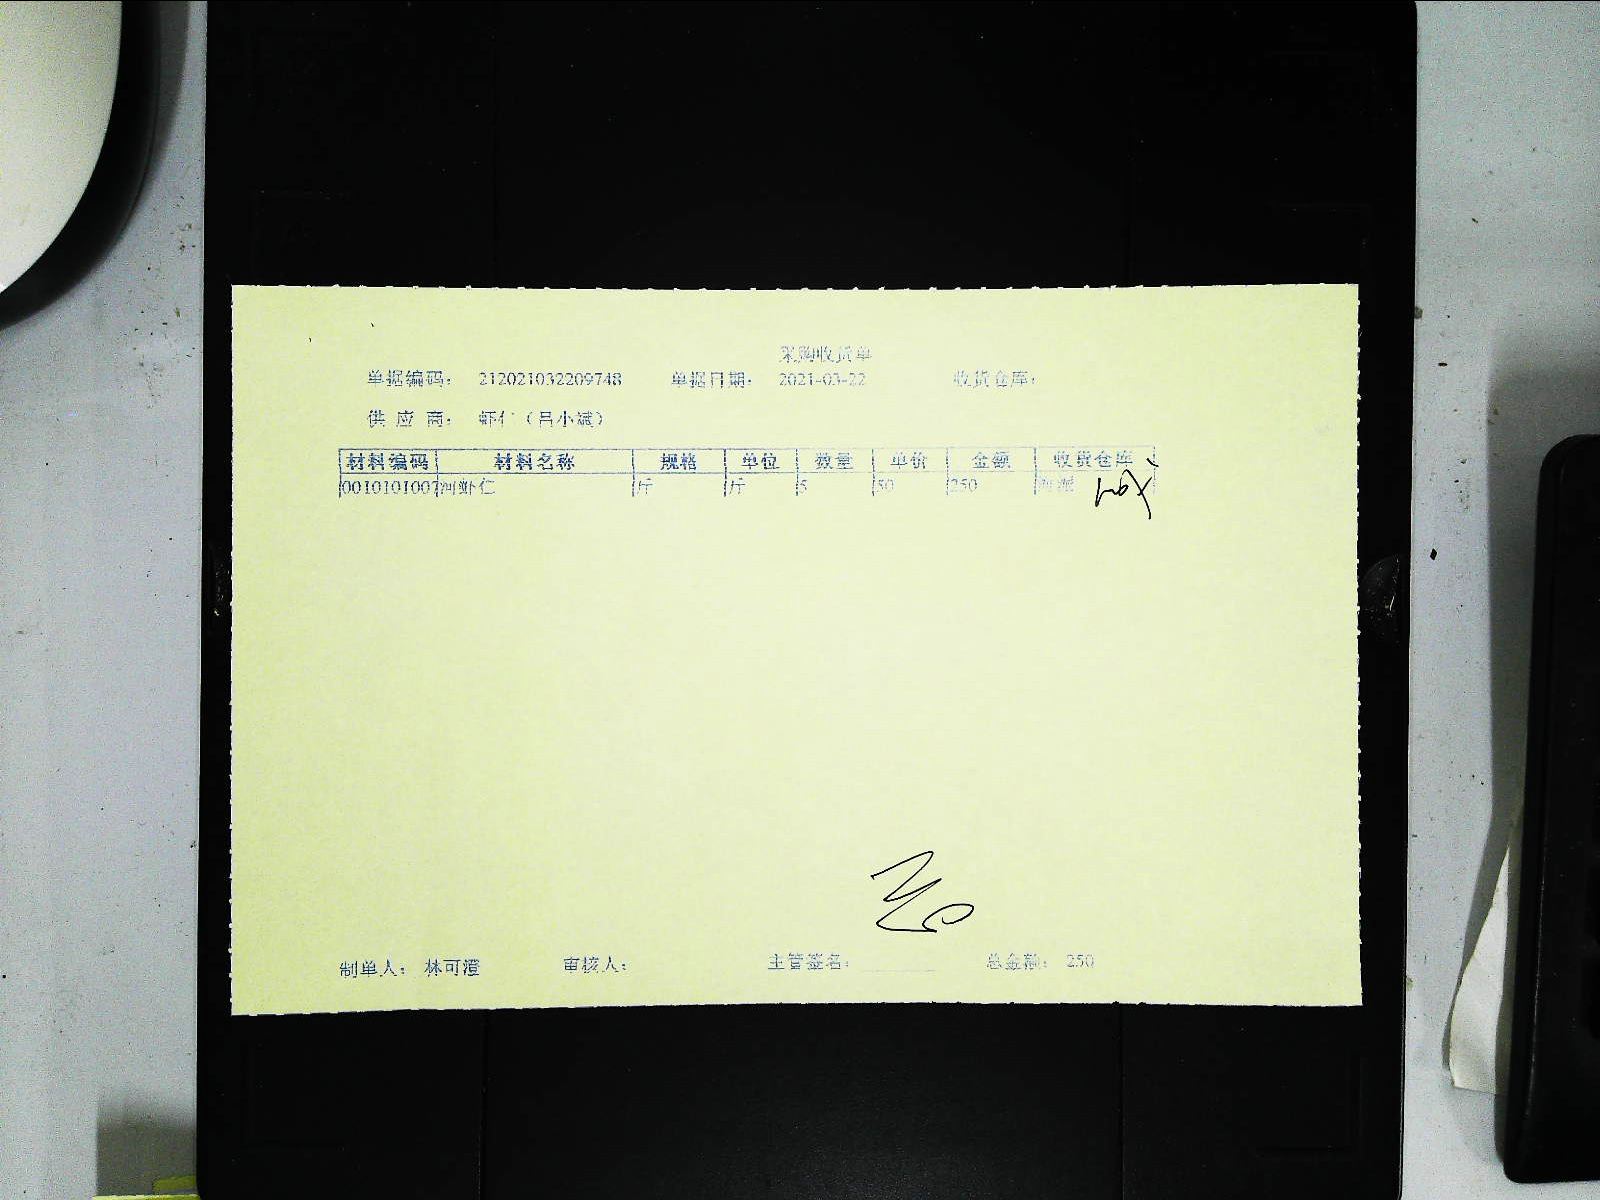 采购收货单
单据编码： 212021032209748 单据日期： 2021-03-22 收货仓库：
供 应 商： 虾仁（吕小斌）
材料编码 材料名称 规格 单位 数量 单价 金额 收货仓库
0010101007 河虾仁 斤 斤 5 50 250
制单人： 林可澄 审核人： 主管签名： 总金额： 250